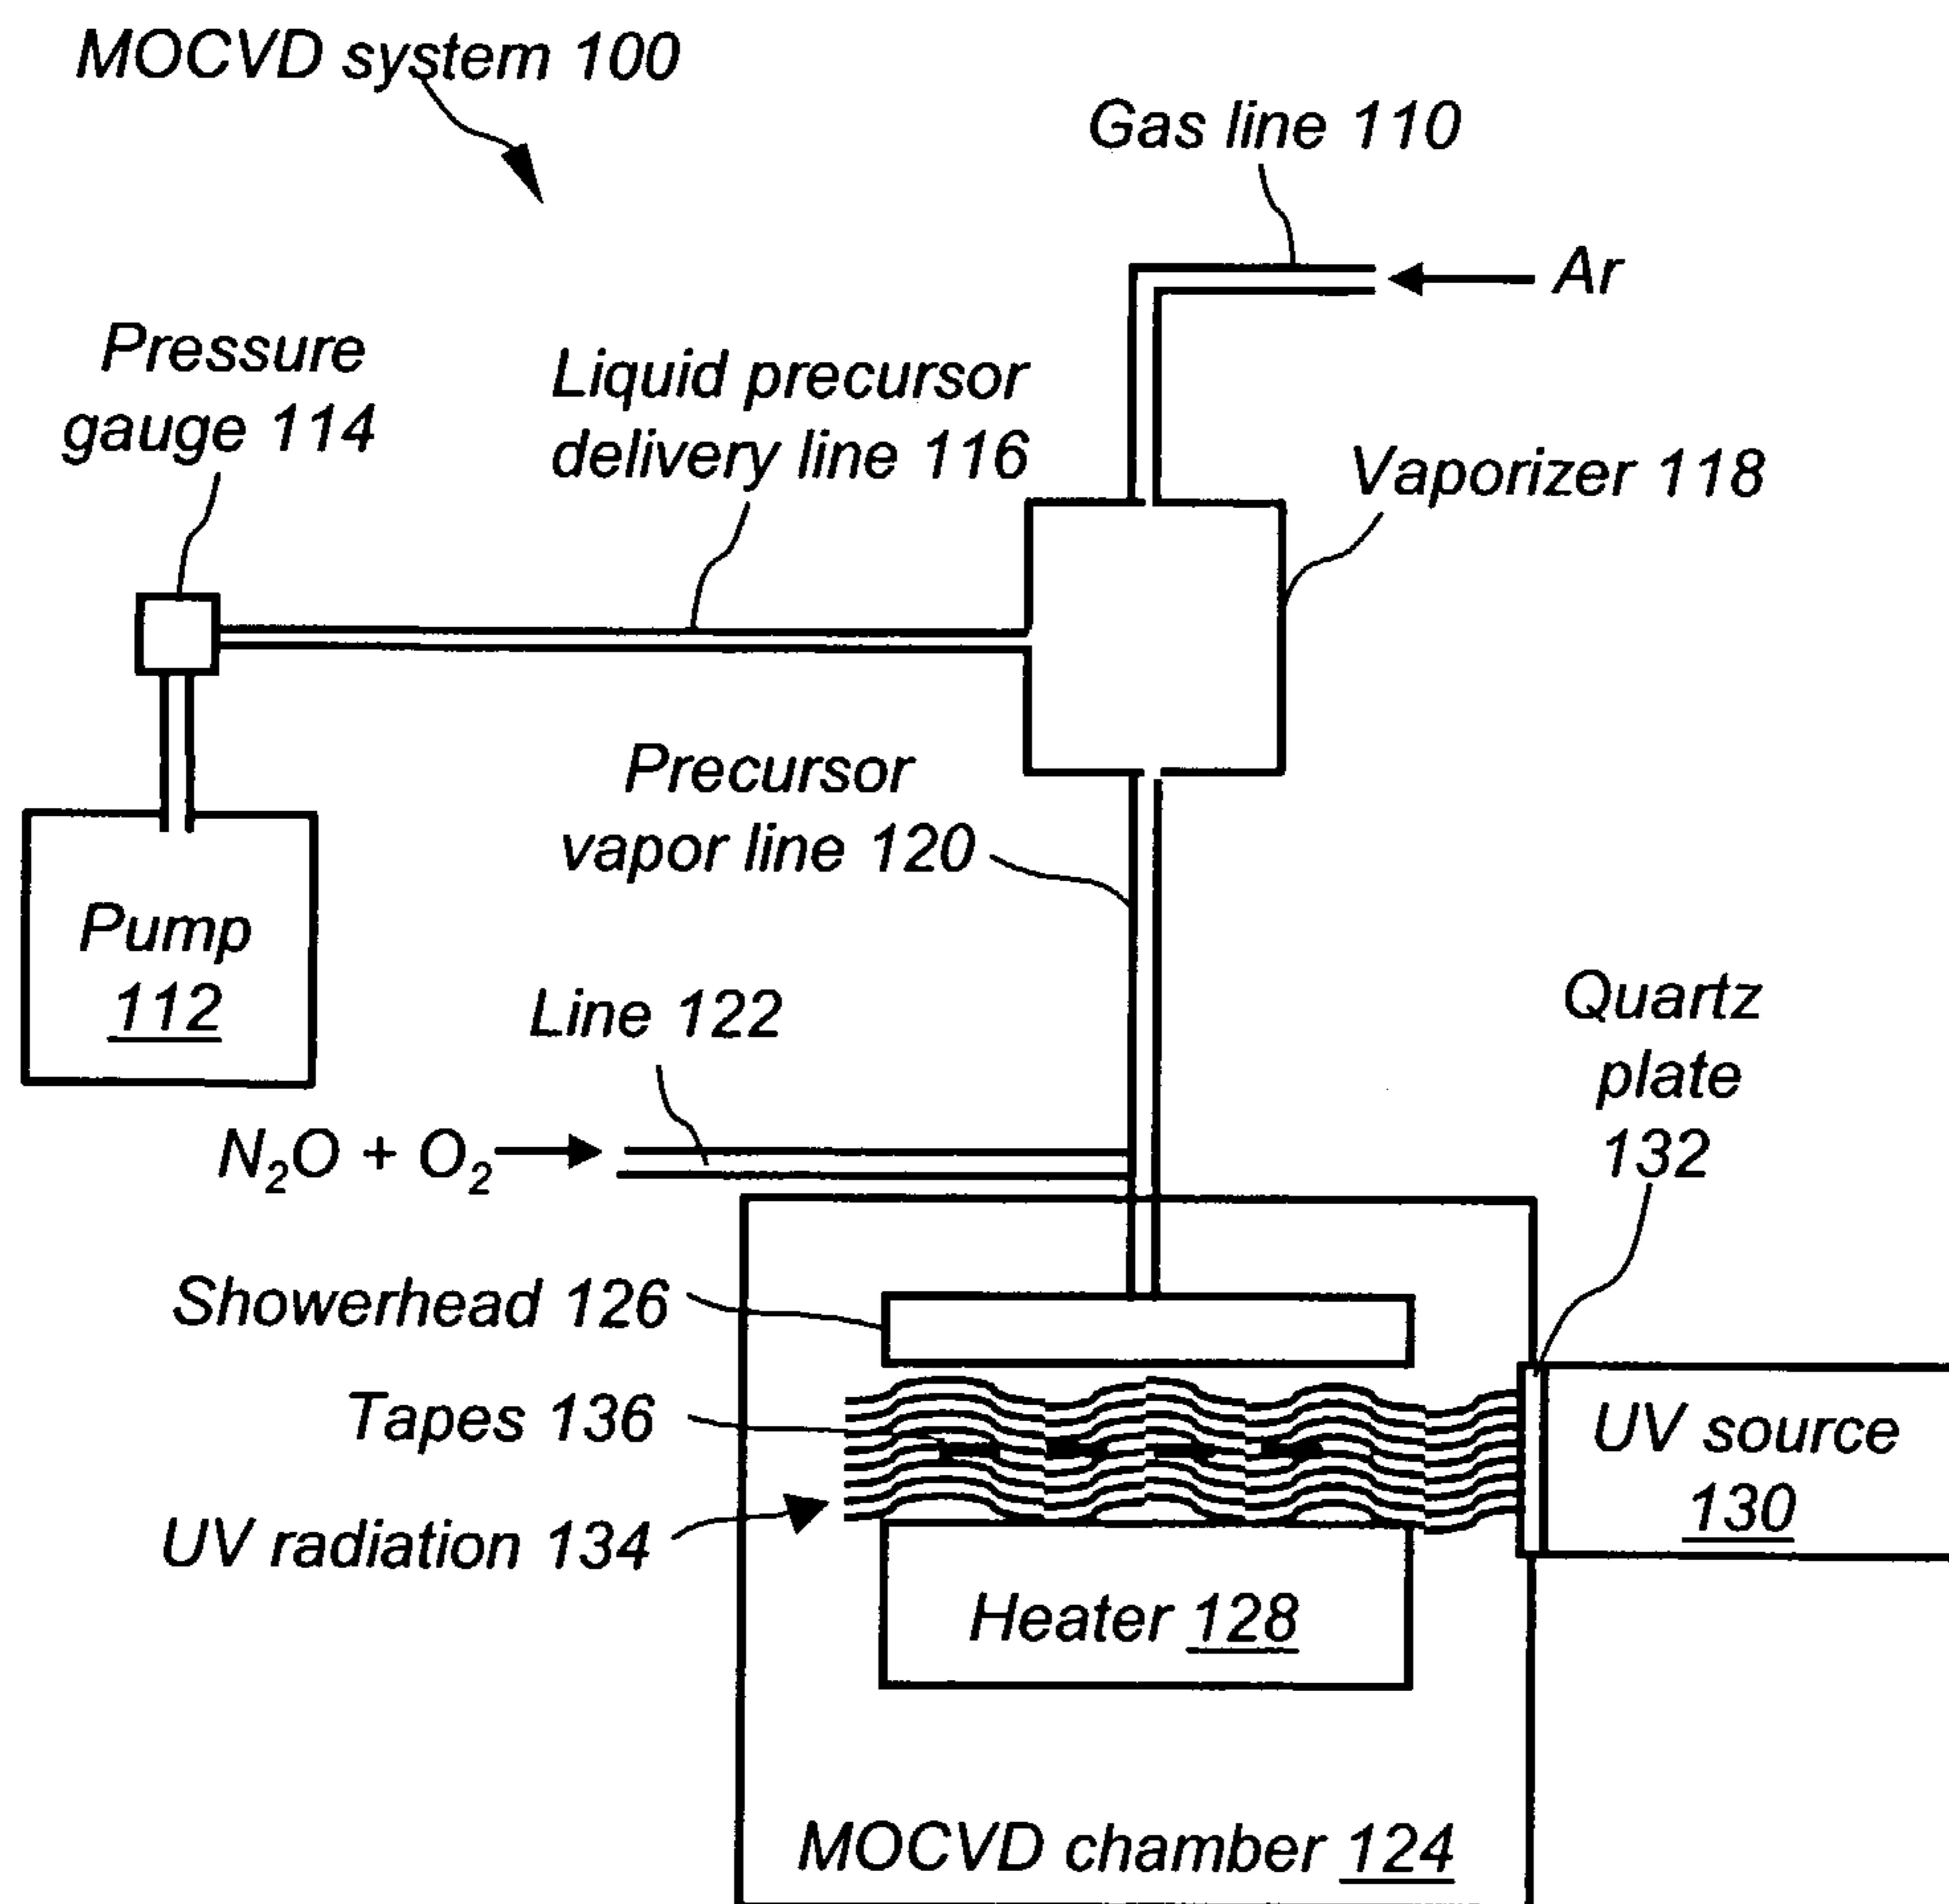 MOCVD system 100
Gas line 110
Ar
Pressure
gauge 114
Liquid precursor
delivery line 116
Vaporizer 118
Precursor
vapor line 120
Pump
112
Line 122
Quartz
plate
132
N₂O + O₂
Showerhead 126
Tapes 136
UV source
130
UV radiation 134
Heater 128
MOCVD chamber 124